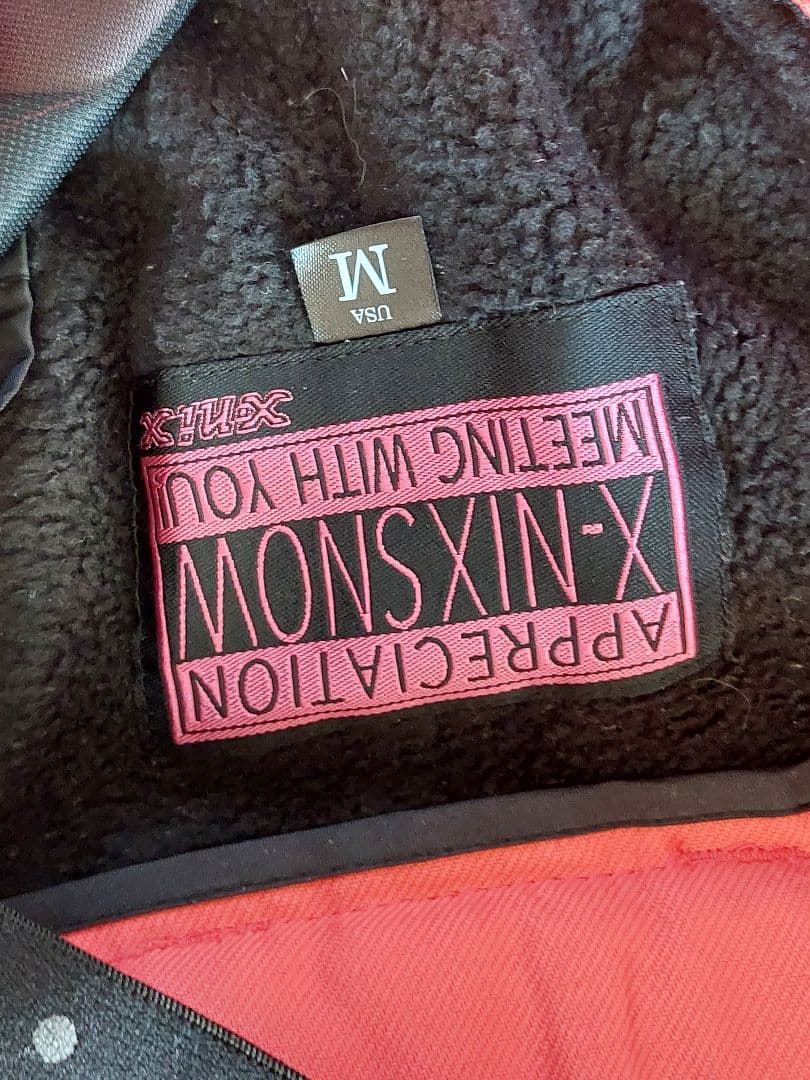 APPRECIATION
X-NIXSNOW
MEETING WITH YOU!
x-nix
USA
M